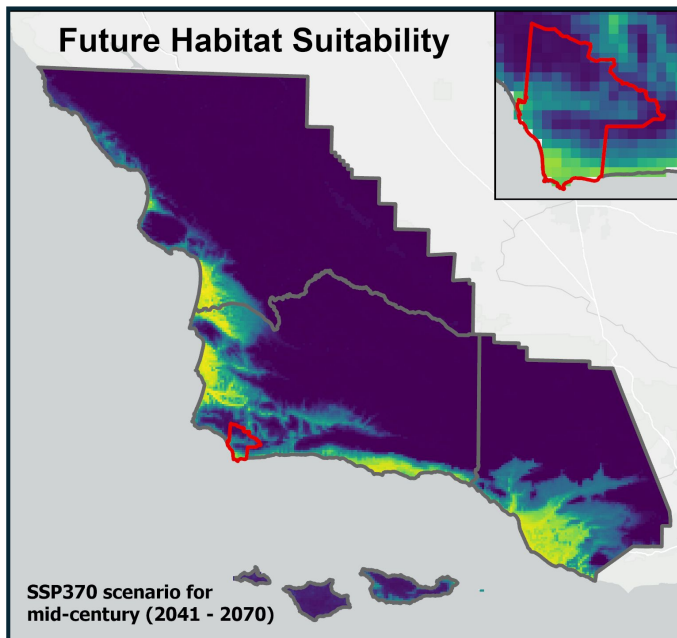 Future Habitat Suitability
SSP370 scenario for
mid-century (2041 - 2070)